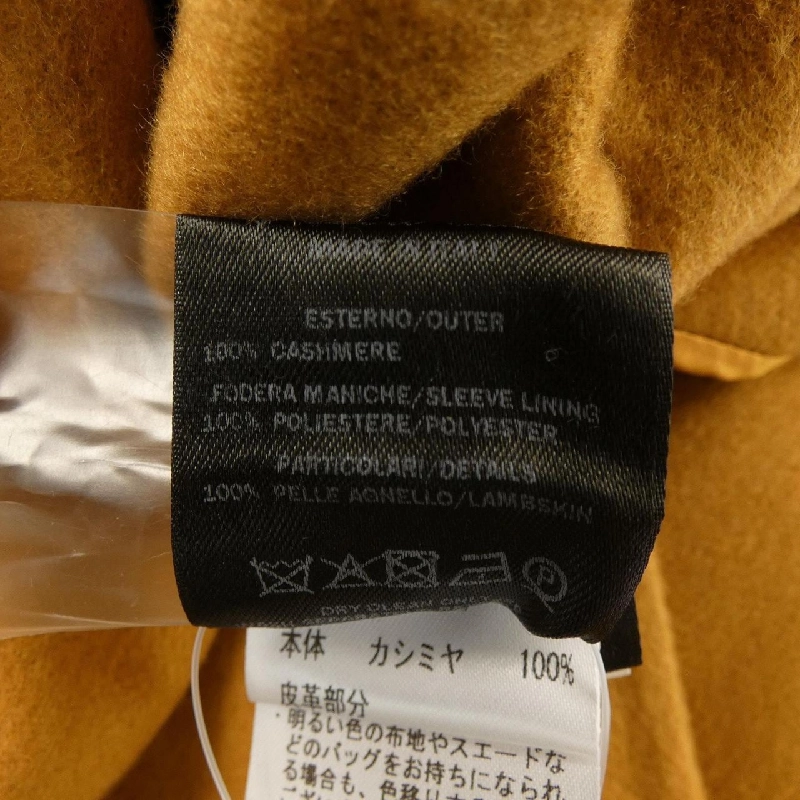 MADE IN ITALY
ESTERNO/OUTER
100% CASHMERE
FODERA MANICHE/SLEEVE LINING
100% POLIESTERE/POLYESTER
PARTICOLARI/DETAILS
100% PELLE AGNELLO/LAMBSKIN
P
DRY CLEAN ONLY
本体 カシミヤ 100%
皮革部分
・明るい色の布地やスエードな
どのバッグをお持ちになられ
る場合も、色移り